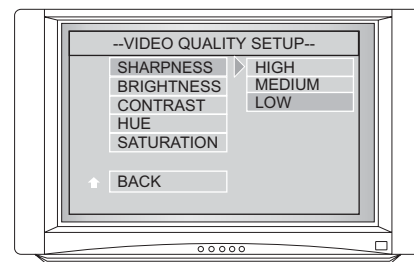 --VIDEO QUALITY SETUP--
SHARPNESS HIGH
BRIGHTNESS MEDIUM
CONTRAST LOW
HUE
SATURATION
BACK